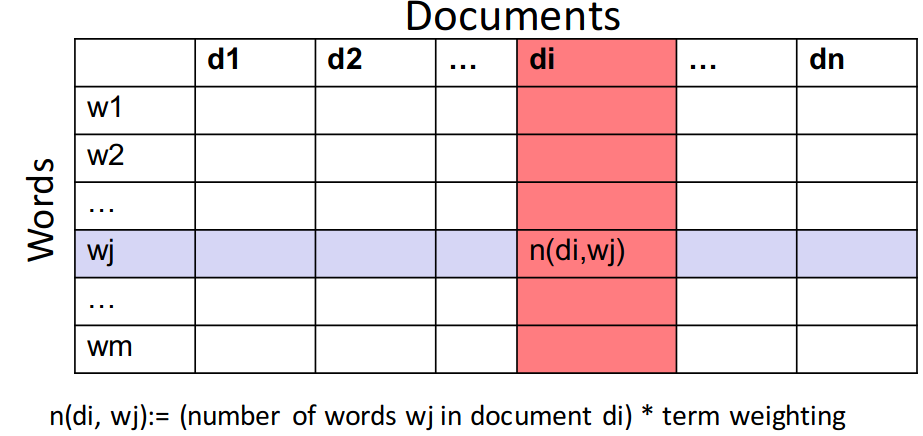 Documents
d1 d2 ... di ... dn
w1
w2
...
Words
wj n(di,wj)
...
wm
n(di, wj):= (number of words wj in document di) * term weighting